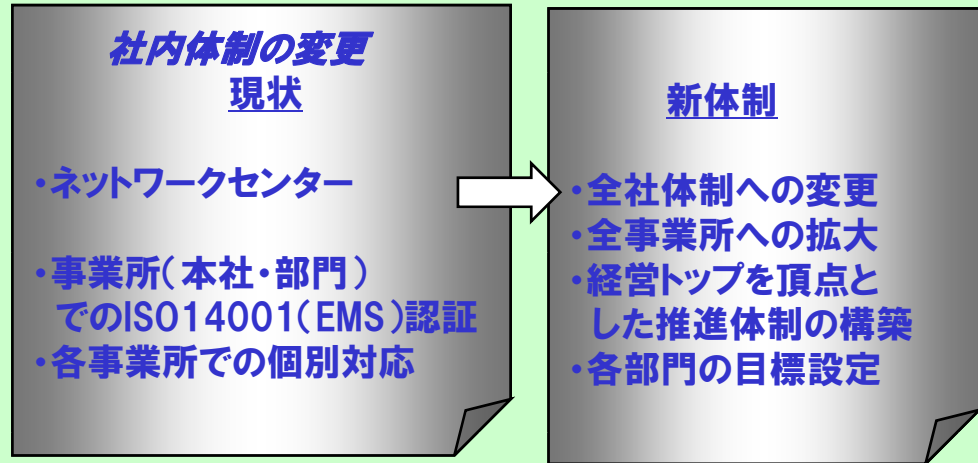 社内体制の変更
現状
・ネットワークセンター
・事業所(本社・部門)
でのISO14001(EMS)認証
・各事業所での個別対応
新体制
・全社体制への変更
・全事業所への拡大
・経営トップを頂点と
した推進体制の構築
・各部門の目標設定